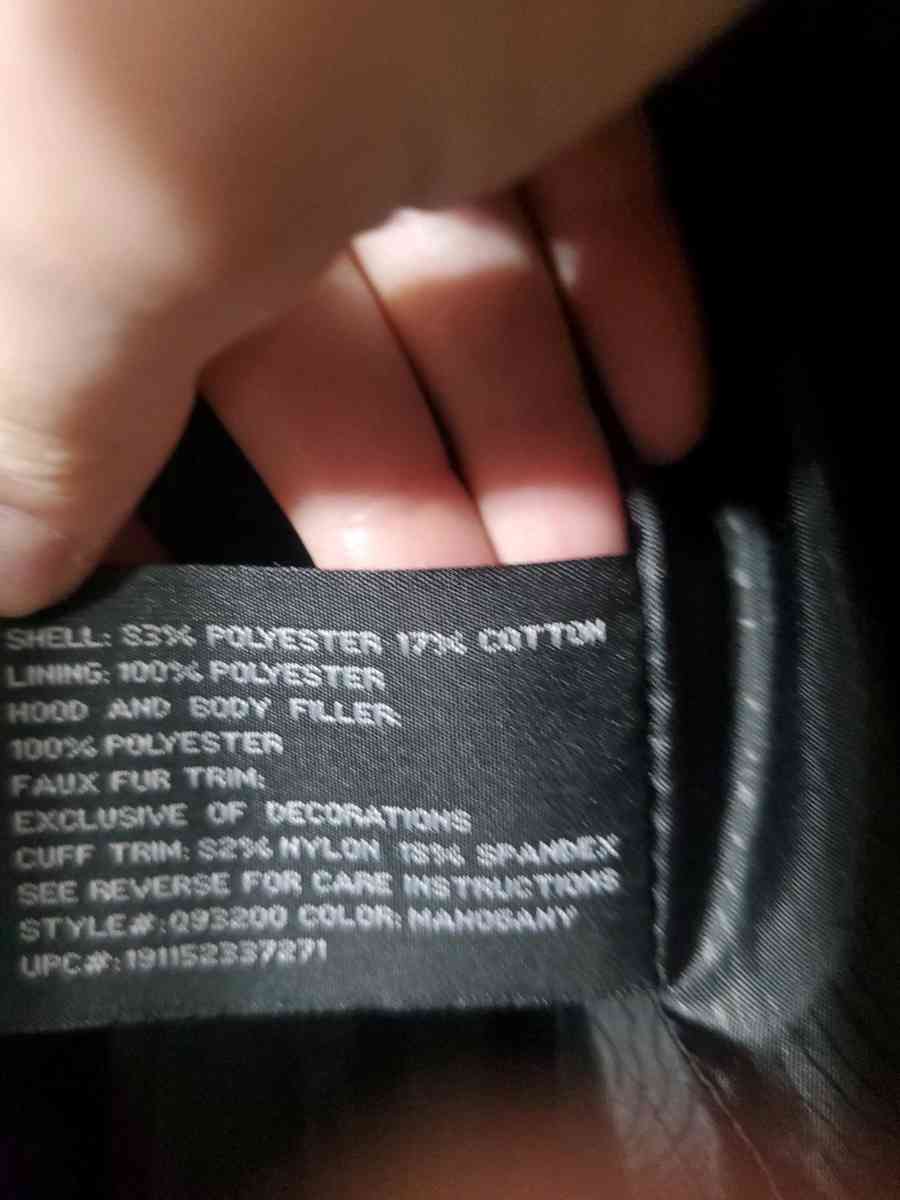 SHELL: 83% POLYESTER 17% COTTON
LINING: 100% POLYESTER
HOOD AND BODY FILLER
100% POLYESTER
FAUX FUR TRIM:
EXCLUSIVE OF DECORATIONS
CUFF TRIM: 82% NYLON 18% SPANDEX
SEE REVERSE FOR CARE INSTRUCTIONS
STYLE#:Q93200 COLOR: MAHOGANY
UPC#:191152337271